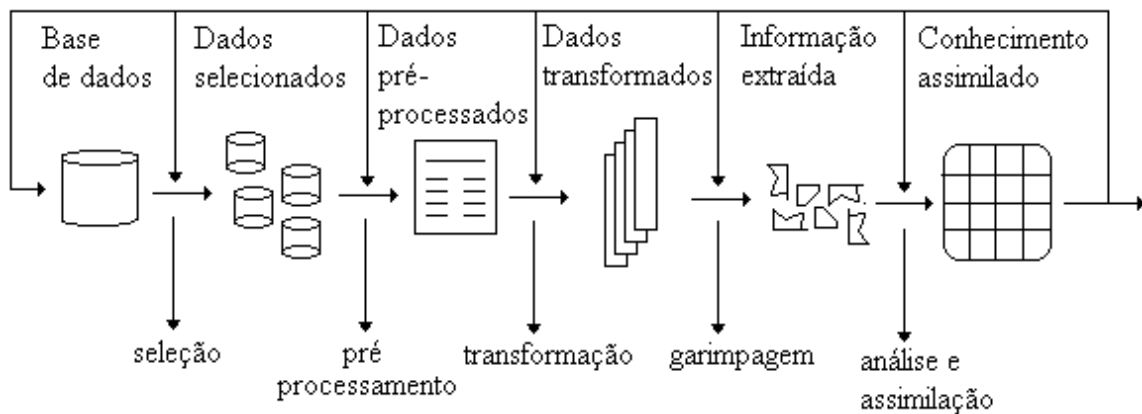 Base
de dados
Dados
selecionados
Dados
pré-
processados
Dados
transformados
Informação
extraída
Conhecimento
assimilado
seleção
pré
processamento
transformação
garimpagem
análise e
assimilação